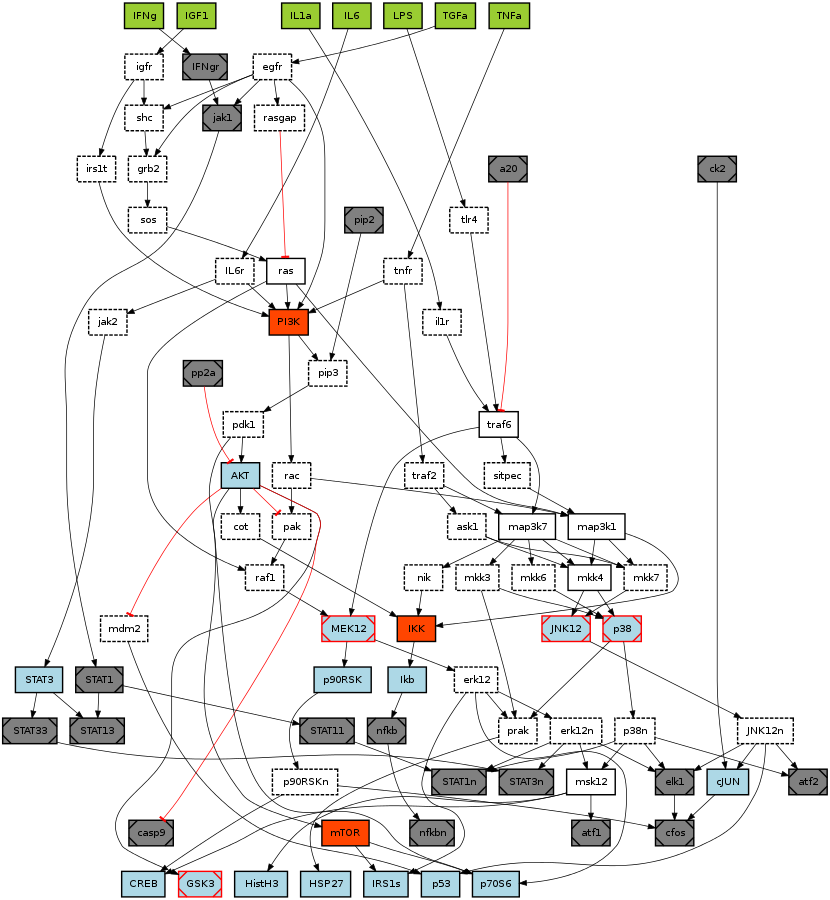 IFNg IGF1 IL1a IL6 LPS TGFa TNFa
igfr IFNgr egfr
shc jak1 rasgap
irs1t grb2 a20 ck2
sos pip2 tlr4
IL6r ras tnfr
jak2 PI3K il1r
pp2a pip3
pdk1 traf6
AKT rac traf2 sitpec
cot pak ask1 map3k7 map3k1
raf1 nik mkk3 mkk6 mkk4 mkk7
mdm2 MEK12 IKK JNK12 p38
STAT3 STAT1 p90RSK Ikb erk12
STAT33 STAT13 STAT11 nfkb prak erk12n p38n JNK12n
p90RSKn STAT1n STAT3n msk12 elk1 cJUN atf2
casp9 mTOR nfkbn atf1 cfos
CREB GSK3 HistH3 HSP27 IRS1s p53 p70S6